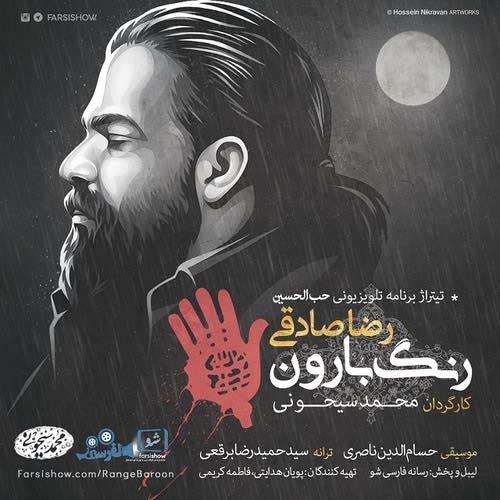 FARSISHOW
© Hossein Nikravan ARTWORKS
* تیتراژ برنامه تلویزیونی حب‌الحسین
رضا صادقی
رنگ بارون
کارگردان محمد سیحونی
موسیقی حسام‌الدین ناصری ترانه سید حمیدرضا برقعی
لیبل و پخش: رسانه فارسی شو تهیه کنندگان: پویان هدایتی، فاطمه کریمی
شو
farsishow
Farsishow.com/RangeBaroon